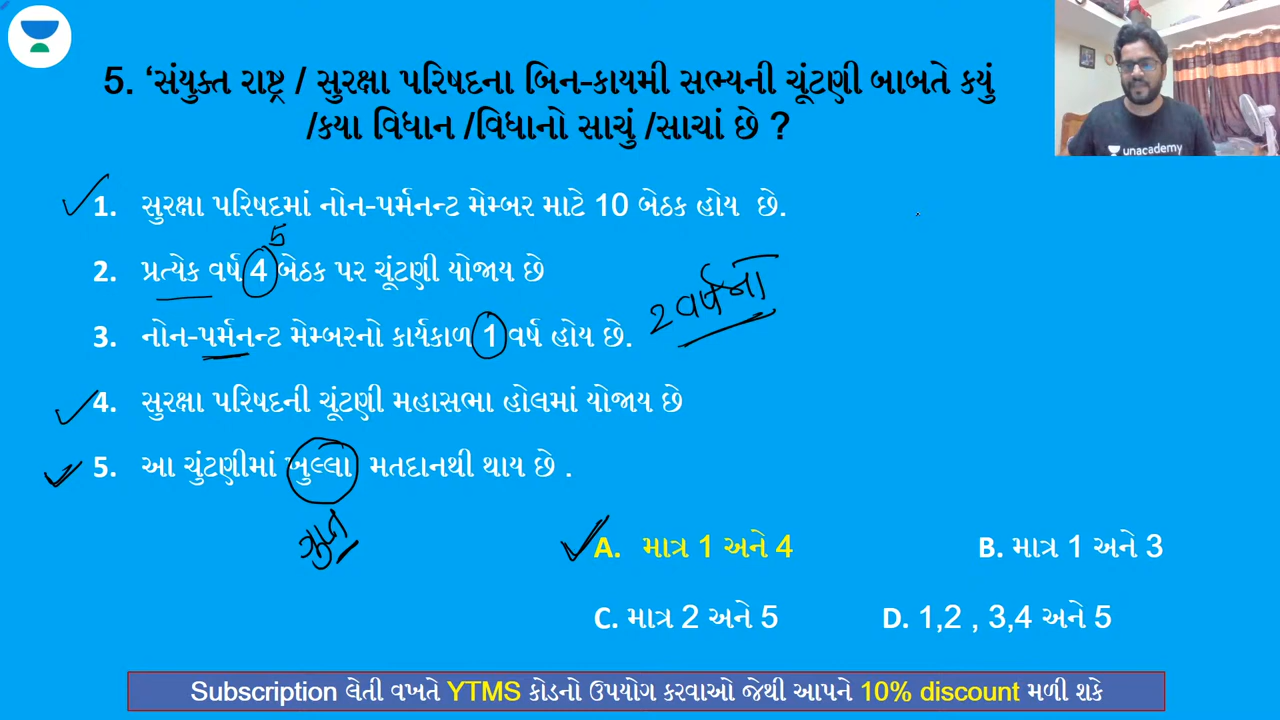 5. ‘સંયુક્ત રાષ્ટ્ર / સુરક્ષા પરિષદના બિન-કાયમી સભ્યની ચૂંટણી બાબતે કયું
/કયા વિધાન /વિધાનો સાચું /સાચાં છે ?
unacademy
1. સુરક્ષા પરિષદમાં નોન-પર્મનન્ટ મેમ્બર માટે 10 બેઠક હોય છે.
5
2. પ્રત્યેક વર્ષ 4 બેઠક પર ચૂંટણી યોજાય છે
2 વર્ષનો
3. નોન-પર્મનન્ટ મેમ્બરનો કાર્યકાળ 1 વર્ષ હોય છે.
4. સુરક્ષા પરિષદની ચૂંટણી મહાસભા હોલમાં યોજાય છે
5. આ ચુંટણીમાં ખુલ્લા મતદાનથી થાય છે .
ગુપ્ત
A. માત્ર 1 અને 4
B. માત્ર 1 અને 3
C. માત્ર 2 અને 5
D. 1,2 , 3,4 અને 5
Subscription લેતી વખતે YTMS કોડનો ઉપયોગ કરવાઓ જેથી આપને 10% discount મળી શકે